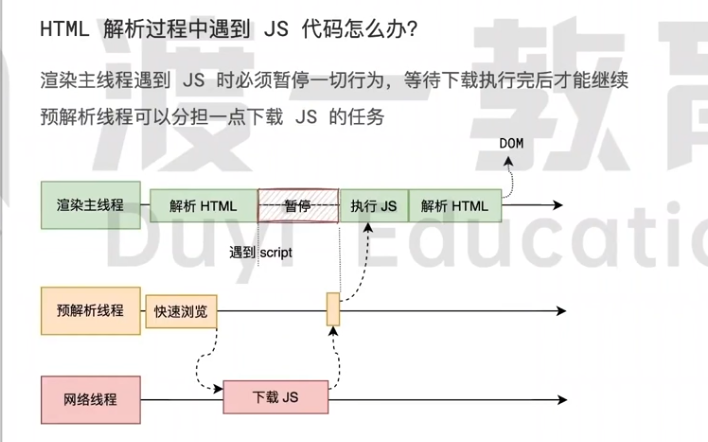 HTML 解析过程中遇到 JS 代码怎么办?
渲染主线程遇到 JS 时必须暂停一切行为，等待下载执行完后才能继续
预解析线程可以分担一点下载 JS 的任务
DOM
渲染主线程
解析 HTML
暂停
执行 JS
解析 HTML
遇到 script
预解析线程
快速浏览
网络线程
下载 JS
渡一教育
Duyi Educatio